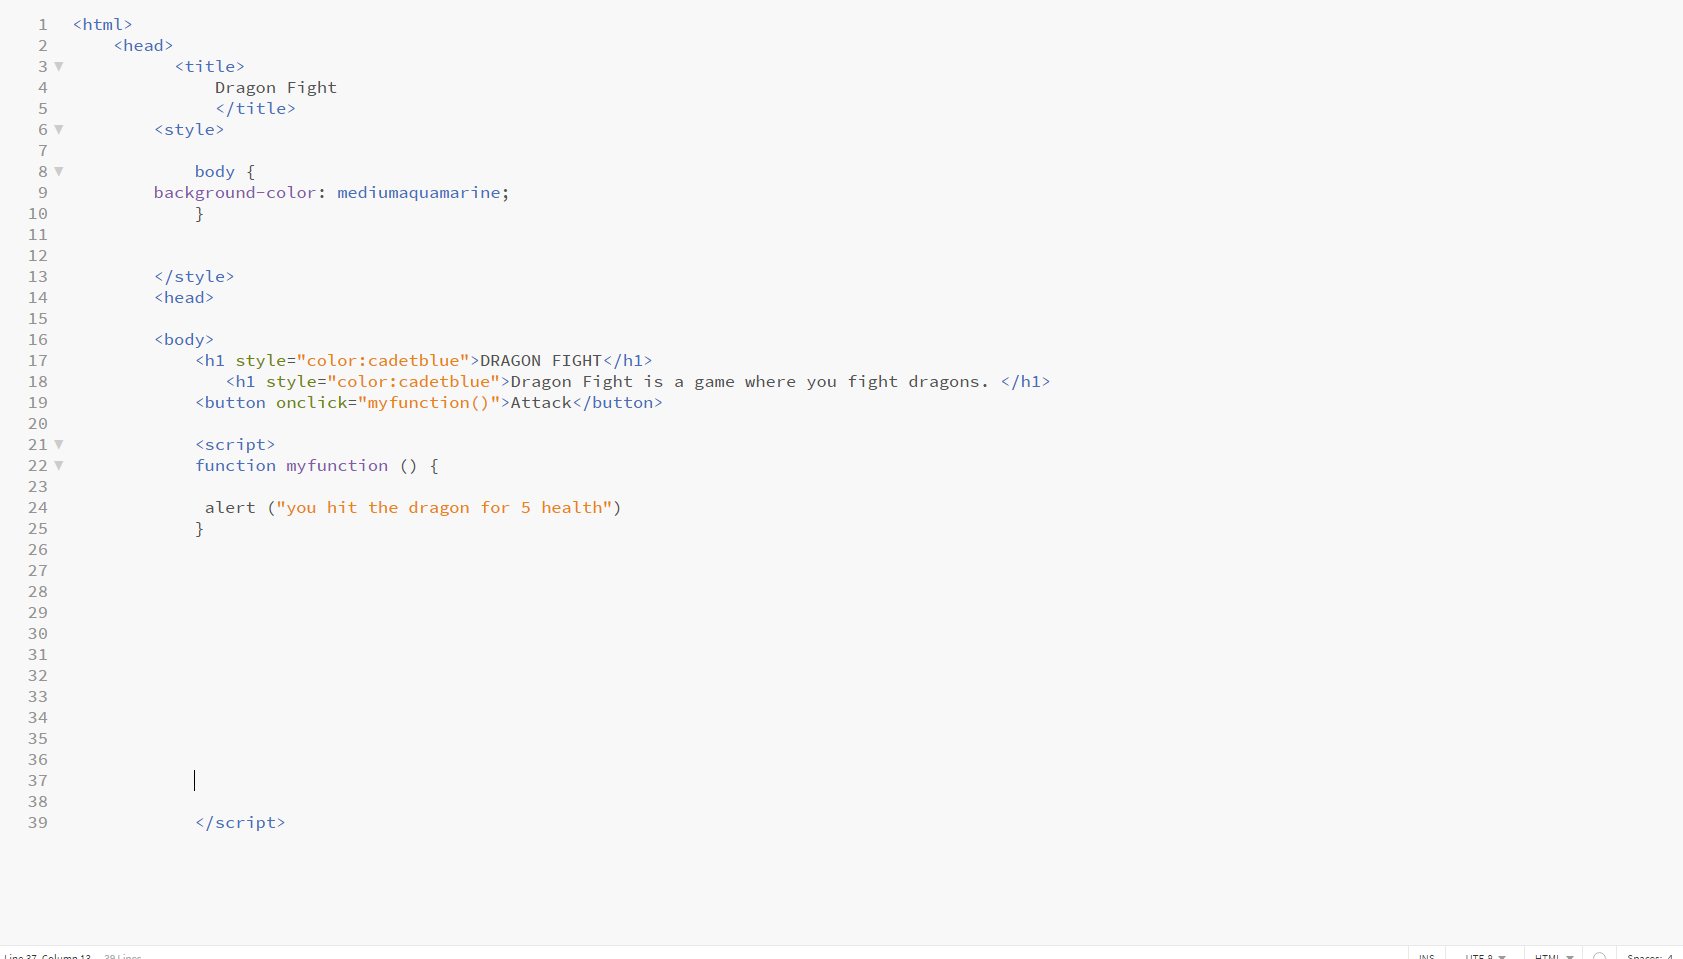 1 <html>
2 <head>
3 <title>
4 Dragon Fight
5 </title>
6 <style>
7
8 body {
9 background-color: mediumaquamarine;
10 }
11
12
13 </style>
14 <head>
15
16 <body>
17 <h1 style="color:cadetblue">DRAGON FIGHT</h1>
18 <h1 style="color:cadetblue">Dragon Fight is a game where you fight dragons. </h1>
19 <button onclick="myfunction()">Attack</button>
20
21 <script>
22 function myfunction () {
23
24 alert ("you hit the dragon for 5 health")
25 }
26
27
28
29
30
31
32
33
34
35
36
37
38
39 </script>
Line 37, Column 13 — 39 Lines INS UTF-8 HTML Spaces: 4